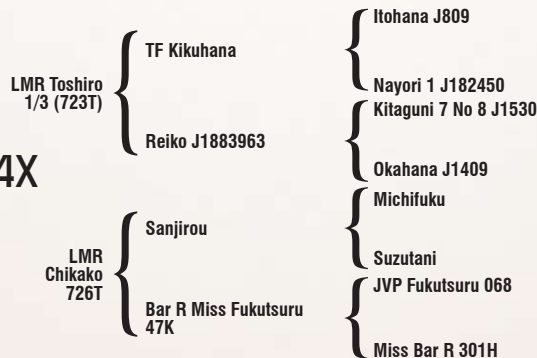 Itohana J809
TF Kikuhana
LMR Toshiro
1/3 (723T)
Nayori 1 J182450
Kitaguni 7 No 8 J1530
Reiko J1883963
4X
Okahana J1409
Michifuku
Sanjirou
LMR
Chikako
726T
Suzutani
JVP Fukutsuru 068
Bar R Miss Fukutsuru
47K
Miss Bar R 301H